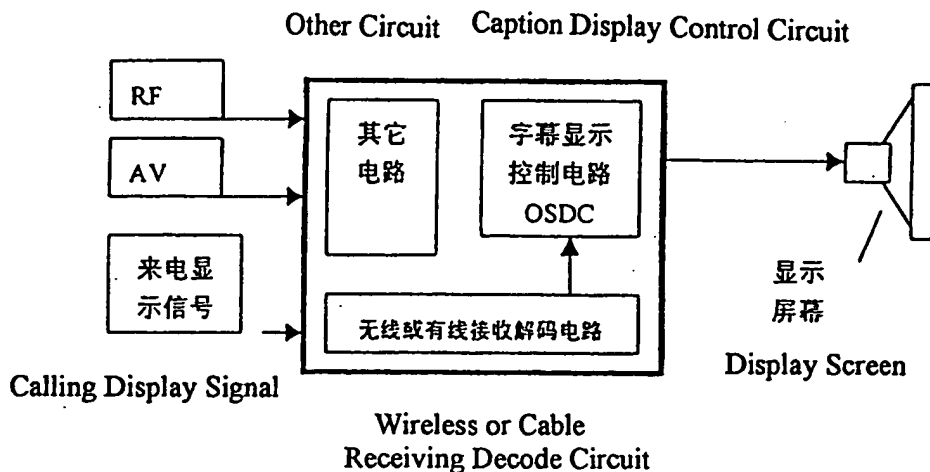 Other Circuit
Caption Display Control Circuit
RF
AV
其它
电路
字幕显示
控制电路
OSDC
来电显
示信号
无线或有线接收解码电路
显示
屏幕
Calling Display Signal
Display Screen
Wireless or Cable
Receiving Decode Circuit